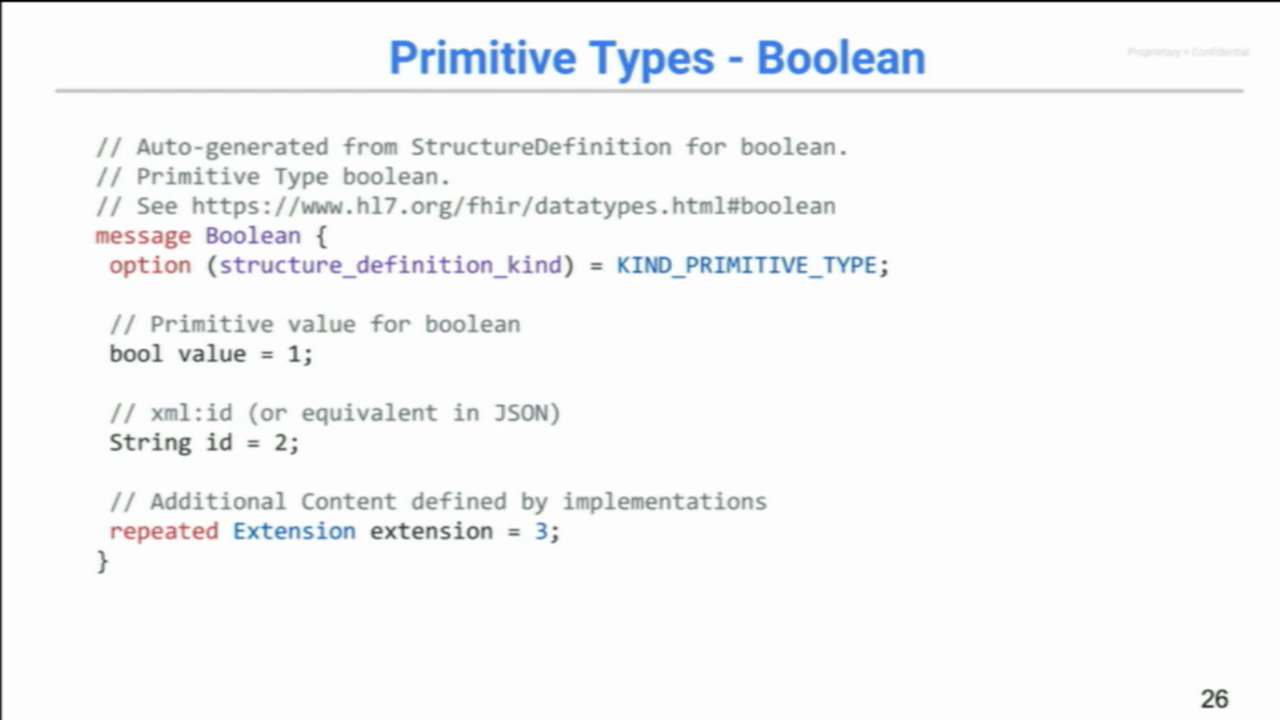 Primitive Types - Boolean
Proprietary • Confidential
// Auto-generated from StructureDefinition for boolean.
// Primitive Type boolean.
// See https://www.hl7.org/fhir/datatypes.html#boolean
message Boolean {
option (structure_definition_kind) = KIND_PRIMITIVE_TYPE;
// Primitive value for boolean
bool value = 1;
// xml:id (or equivalent in JSON)
String id = 2;
// Additional Content defined by implementations
repeated Extension extension = 3;
}
26